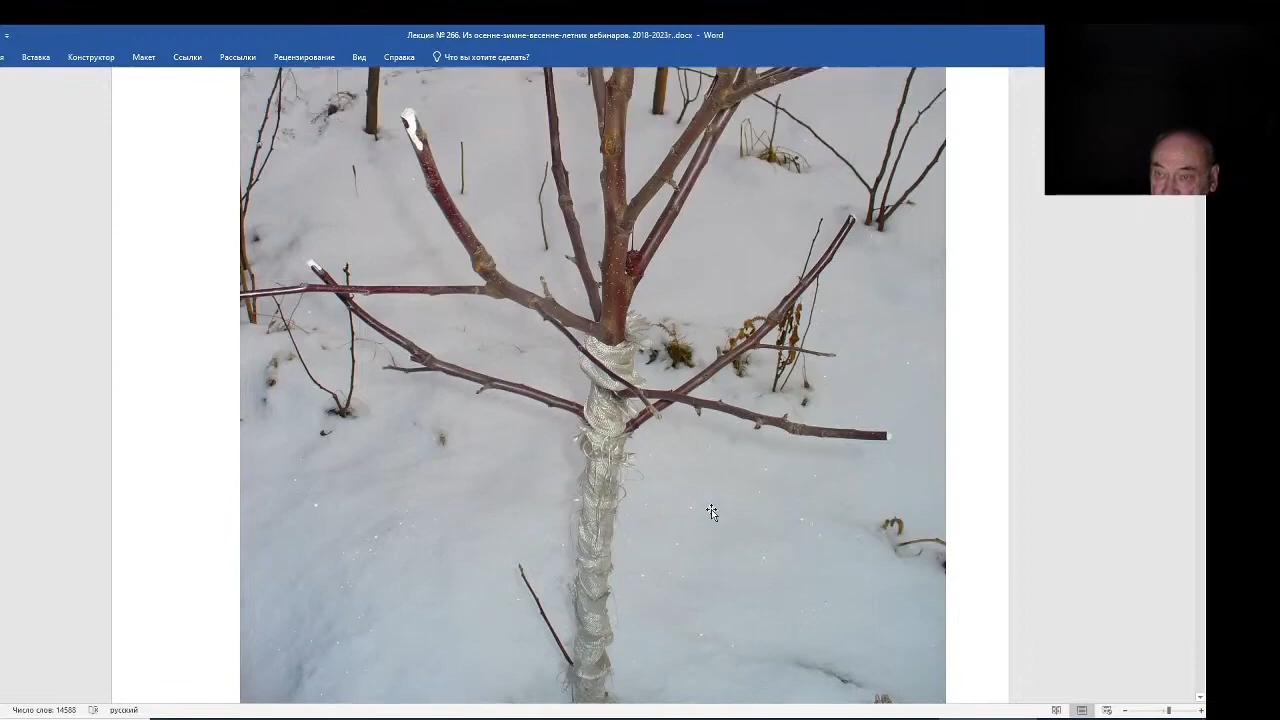 Лекция № 266. Из осенне-зимне-весенне-летних вебинаров. 2018-2023г..docx - Word
я Вставка Конструктор Макет Ссылки Рассылки Рецензирование Вид Справка Что вы хотите сделать?
Число слов: 14588 русский